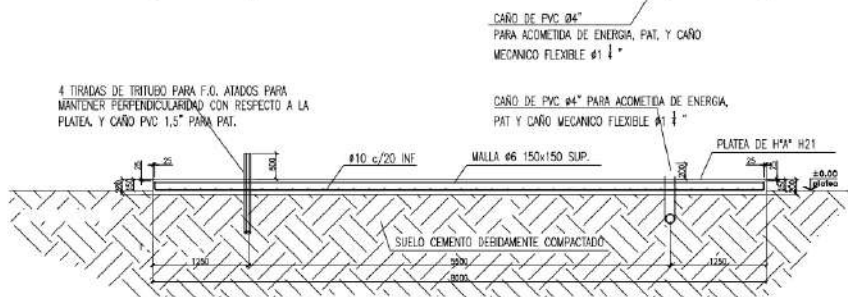 CAÑO DE PVC Ø4"
PARA ACOMETIDA DE ENERGIA, PAT, Y CAÑO
MECANICO FLEXIBLE Ø1 1/4 "
4 TIRADAS DE TRITUBO PARA F.O. ATADOS PARA
MANTENER PERPENDICULARIDAD CON RESPECTO A LA
PLATEA, Y CAÑO PVC 1,5" PARA PAT.
CAÑO DE PVC Ø4" PARA ACOMETIDA DE ENERGIA,
PAT Y CAÑO MECANICO FLEXIBLE Ø1 1/4 "
PLATEA DE H°A° H21
Ø10 c/20 INF
MALLA Ø6 150x150 SUP.
25
500
200
25
±0.00
platea
SUELO CEMENTO DEBIDAMENTE COMPACTADO
1250
5500
1250
8000